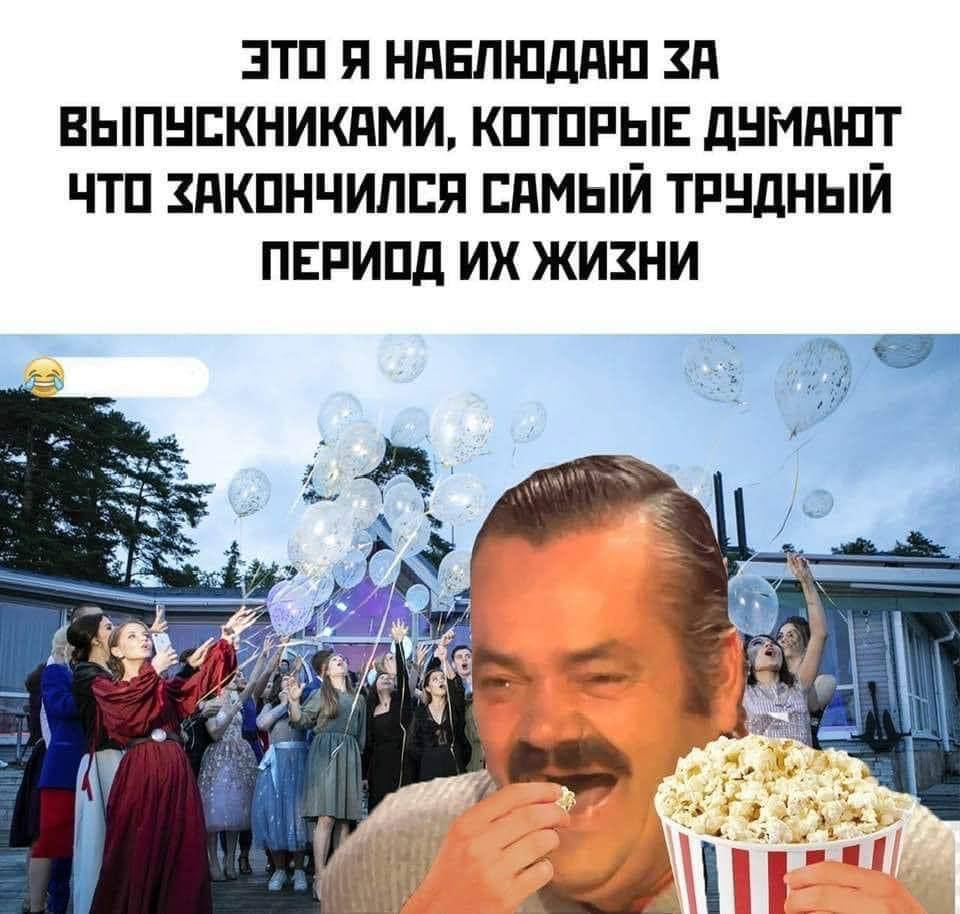 ЭТО Я НАБЛЮДАЮ ЗА
ВЫПУСКНИКАМИ, КОТОРЫЕ ДУМАЮТ
ЧТО ЗАКОНЧИЛСЯ САМЫЙ ТРУДНЫЙ
ПЕРИОД ИХ ЖИЗНИ